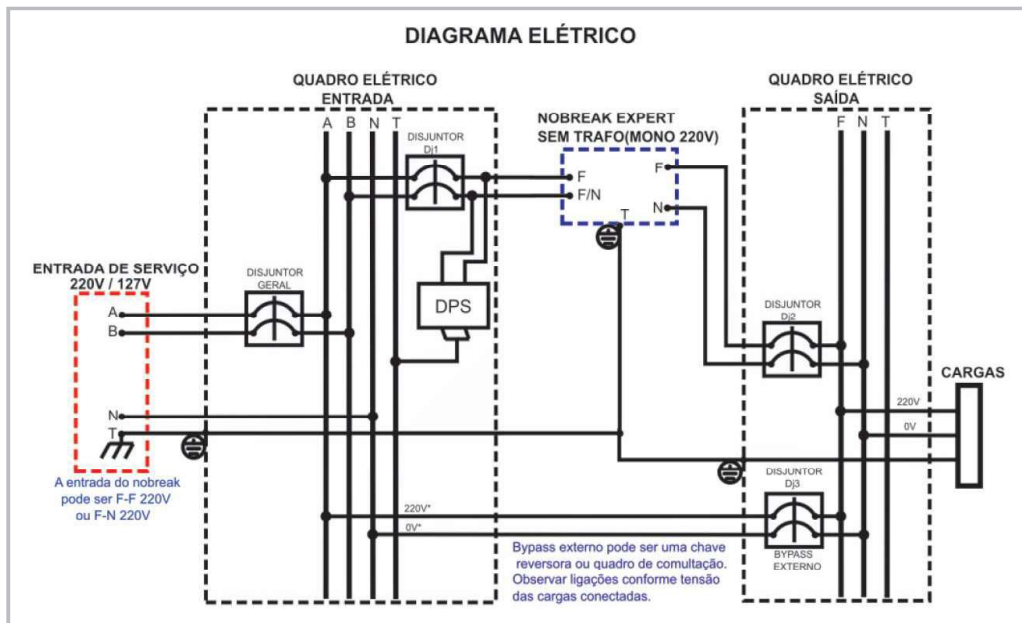 DIAGRAMA ELÉTRICO
QUADRO ELÉTRICO
ENTRADA
A B N T
DISJUNTOR
Dj1
NOBREAK EXPERT
SEM TRAFO(MONO 220V)
F
F/N
F
N
T
QUADRO ELÉTRICO
SAÍDA
F N T
ENTRADA DE SERVIÇO
220V / 127V
A
B
N
T
DISJUNTOR
GERAL
DPS
DISJUNTOR
Dj2
CARGAS
220V
0V
A entrada do nobreak
pode ser F-F 220V
ou F-N 220V
220V*
0V*
DISJUNTOR
Dj3
BYPASS
EXTERNO
Bypass externo pode ser uma chave
reversora ou quadro de comultação.
Observar ligações conforme tensão
das cargas conectadas.